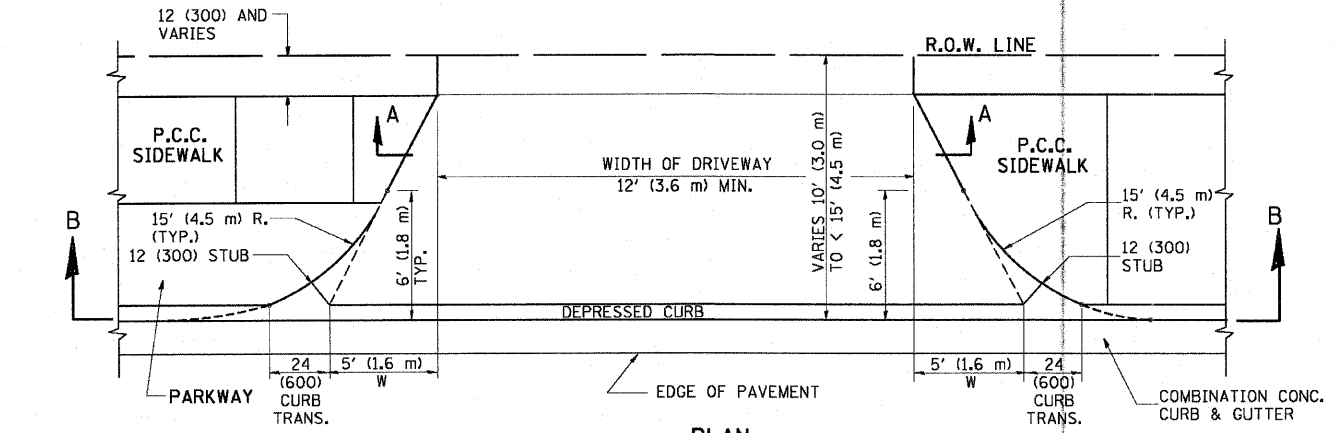 12 (300) AND
VARIES
R.O.W. LINE
A
A
P.C.C.
SIDEWALK
WIDTH OF DRIVEWAY
12' (3.6 m) MIN.
VARIES 10' (3.0 m)
TO < 15' (4.5 m)
P.C.C.
SIDEWALK
B
15' (4.5 m) R.
(TYP.)
12 (300) STUB
6' (1.8 m)
TYP.
6' (1.8 m)
15' (4.5 m)
R. (TYP.)
12 (300)
STUB
B
DEPRESSED CURB
24
(600)
CURB
TRANS.
5' (1.6 m)
W
5' (1.6 m)
W
24
(600)
CURB
TRANS.
PARKWAY
EDGE OF PAVEMENT
COMBINATION CONC.
CURB & GUTTER
PLAN